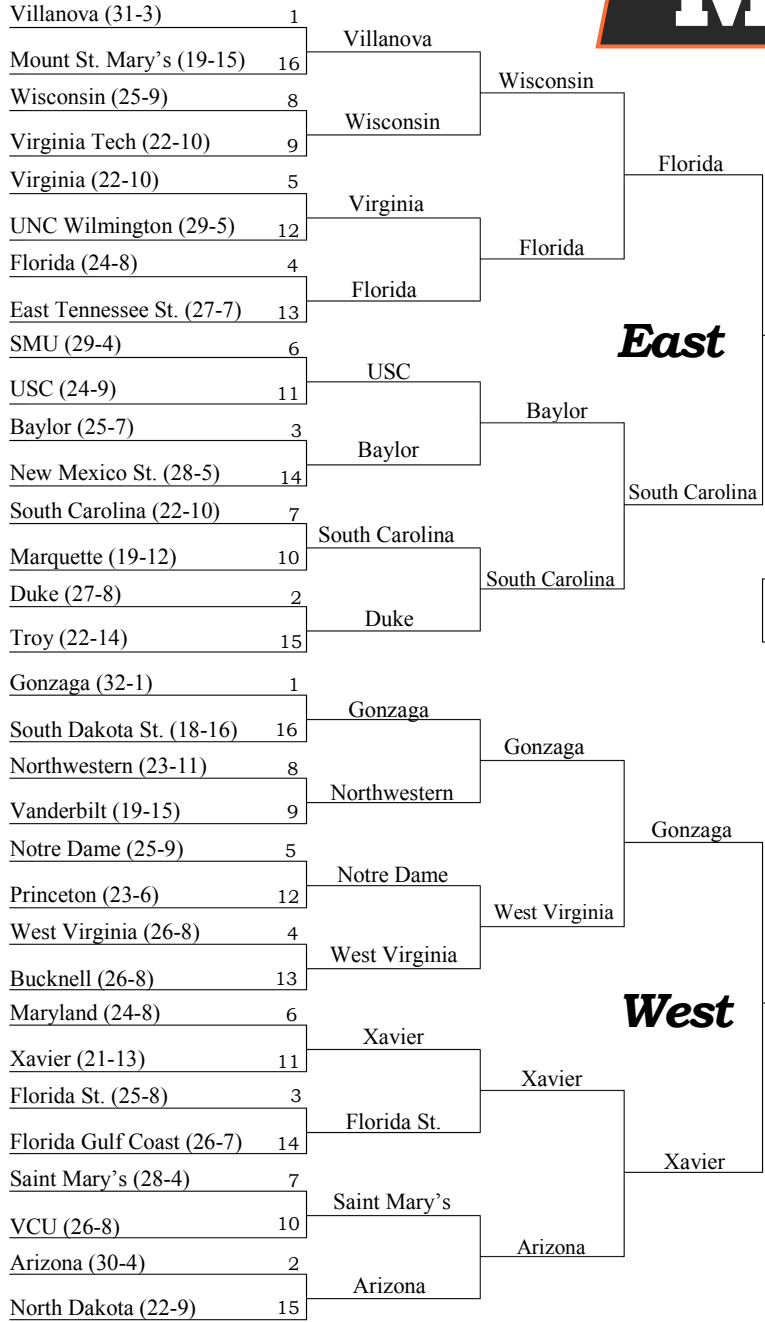 M
Villanova (31-3) 1
Mount St. Mary’s (19-15) 16
Wisconsin (25-9) 8
Virginia Tech (22-10) 9
Virginia (22-10) 5
UNC Wilmington (29-5) 12
Florida (24-8) 4
East Tennessee St. (27-7) 13
SMU (29-4) 6
USC (24-9) 11
Baylor (25-7) 3
New Mexico St. (28-5) 14
South Carolina (22-10) 7
Marquette (19-12) 10
Duke (27-8) 2
Troy (22-14) 15
Villanova
Wisconsin
Virginia
Florida
USC
Baylor
South Carolina
Duke
Wisconsin
Florida
Baylor
South Carolina
Florida
South Carolina
East
Gonzaga (32-1) 1
South Dakota St. (18-16) 16
Northwestern (23-11) 8
Vanderbilt (19-15) 9
Notre Dame (25-9) 5
Princeton (23-6) 12
West Virginia (26-8) 4
Bucknell (26-8) 13
Maryland (24-8) 6
Xavier (21-13) 11
Florida St. (25-8) 3
Florida Gulf Coast (26-7) 14
Saint Mary’s (28-4) 7
VCU (26-8) 10
Arizona (30-4) 2
North Dakota (22-9) 15
Gonzaga
Northwestern
Notre Dame
West Virginia
Xavier
Florida St.
Saint Mary’s
Arizona
Gonzaga
West Virginia
Xavier
Arizona
Gonzaga
Xavier
West